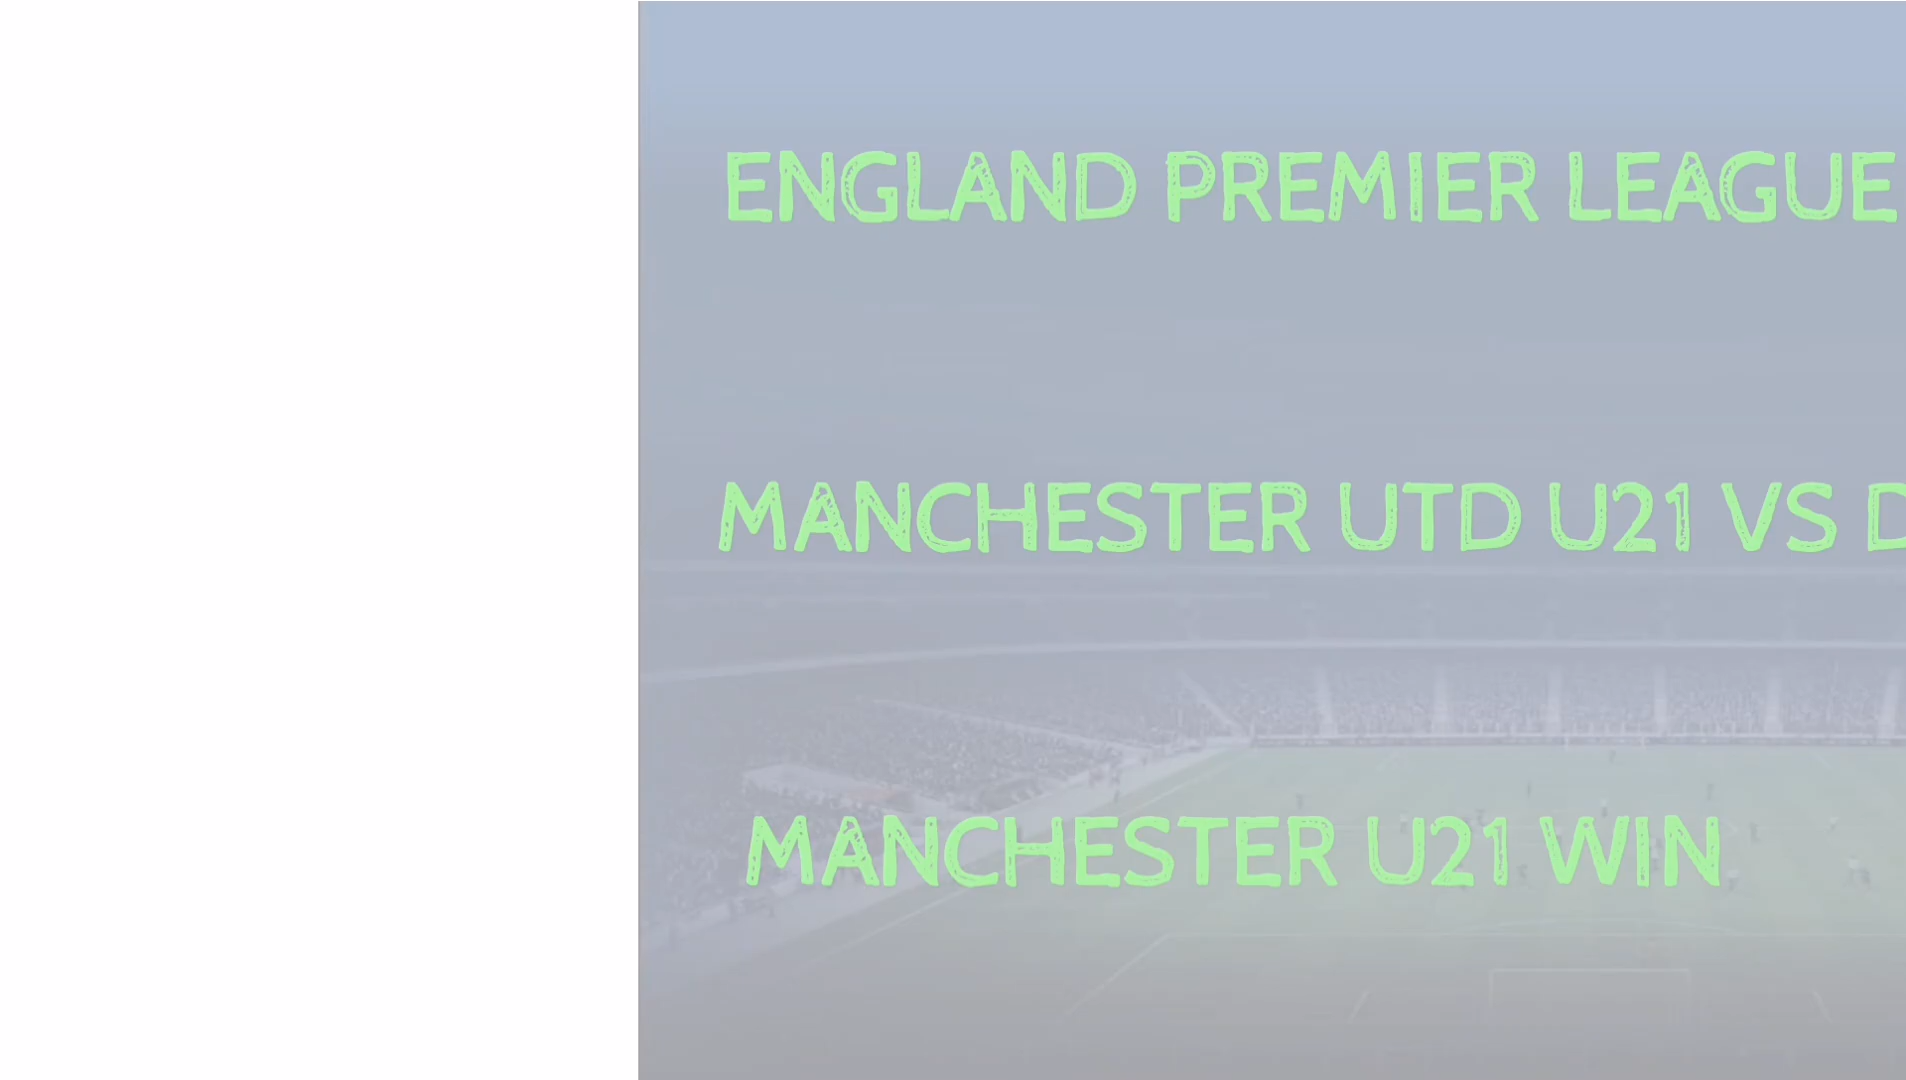 ENGLAND PREMIER LEAGUE
MANCHESTER UTD U21 VS D
MANCHESTER U21 WIN